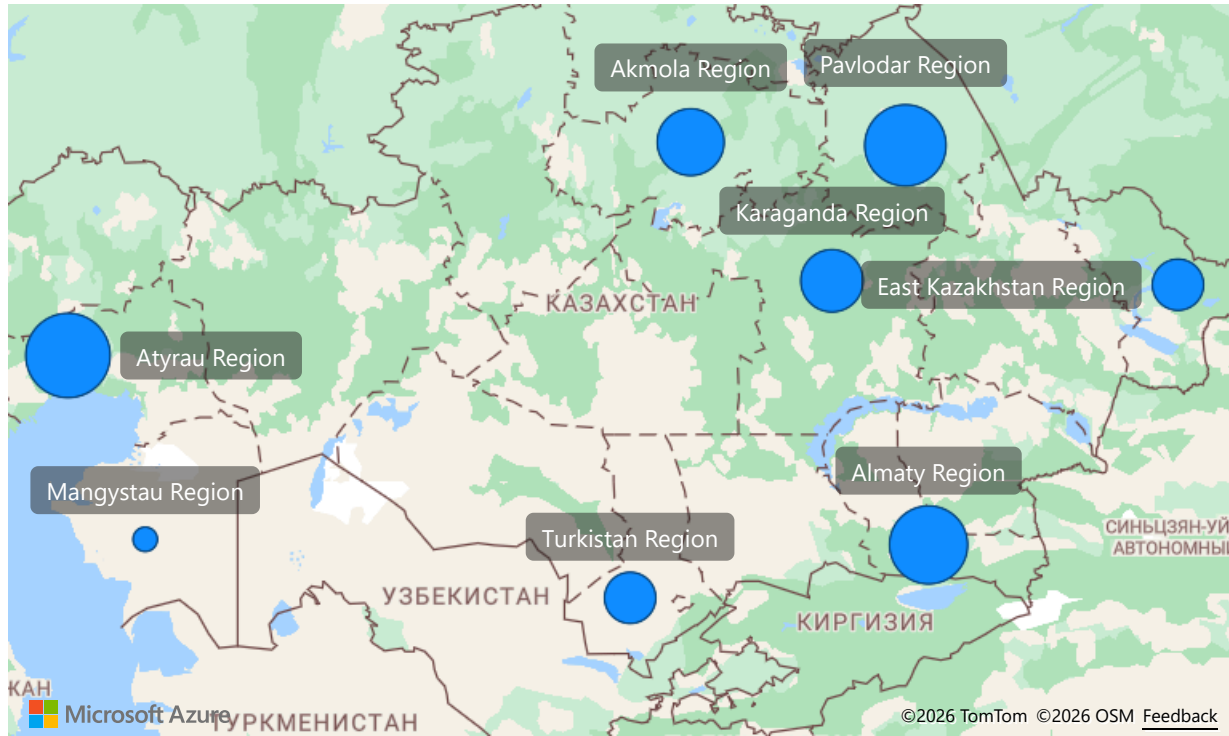 Akmola Region
Pavlodar Region
Karaganda Region
East Kazakhstan Region
КАЗАХСТАН
Atyrau Region
Almaty Region
Mangystau Region
Turkistan Region
СИНЬЦЗЯН-УЙ
АВТОНОМНЫ
УЗБЕКИСТАН
КИРГИЗИЯ
ЖАН
Microsoft Azure
ТУРКМЕНИСТАН
©2026 TomTom ©2026 OSM Feedback